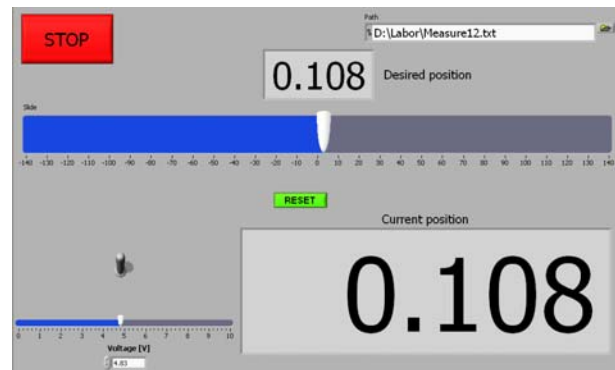 Path
STOP
D:\Labor\Measure12.txt
0.108
Desired position
Slide
-140 -130 -120 -110 -100 -90 -80 -70 -60 -50 -40 -30 -20 -10 0 10 20 30 40 50 60 70 80 90 100 110 120 130 140
RESET
Current position
0.108
0 1 2 3 4 5 6 7 8 9 10
Voltage [V]
4.83